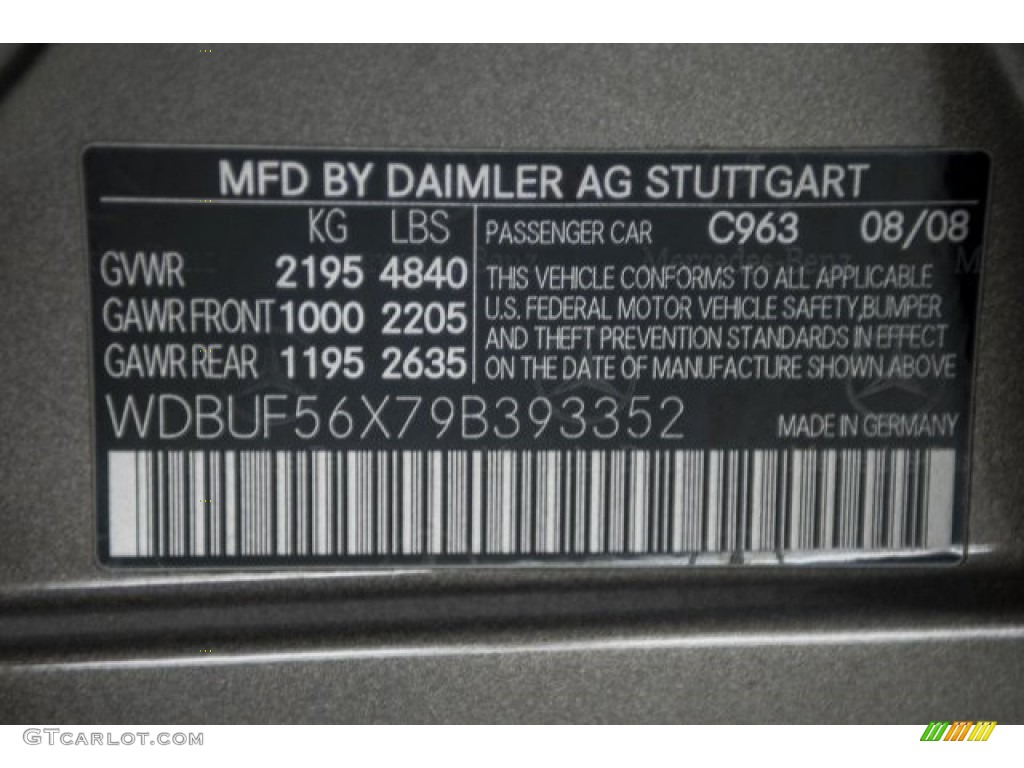 MFD BY DAIMLER AG STUTTGART
KG LBS
GVWR 2195 4840
GAWR FRONT 1000 2205
GAWR REAR 1195 2635
PASSENGER CAR C963 08/08
THIS VEHICLE CONFORMS TO ALL APPLICABLE
U.S. FEDERAL MOTOR VEHICLE SAFETY,BUMPER
AND THEFT PREVENTION STANDARDS IN EFFECT
ON THE DATE OF MANUFACTURE SHOWN ABOVE
WDBUF56X79B393352
MADE IN GERMANY
GTCARLOT.COM